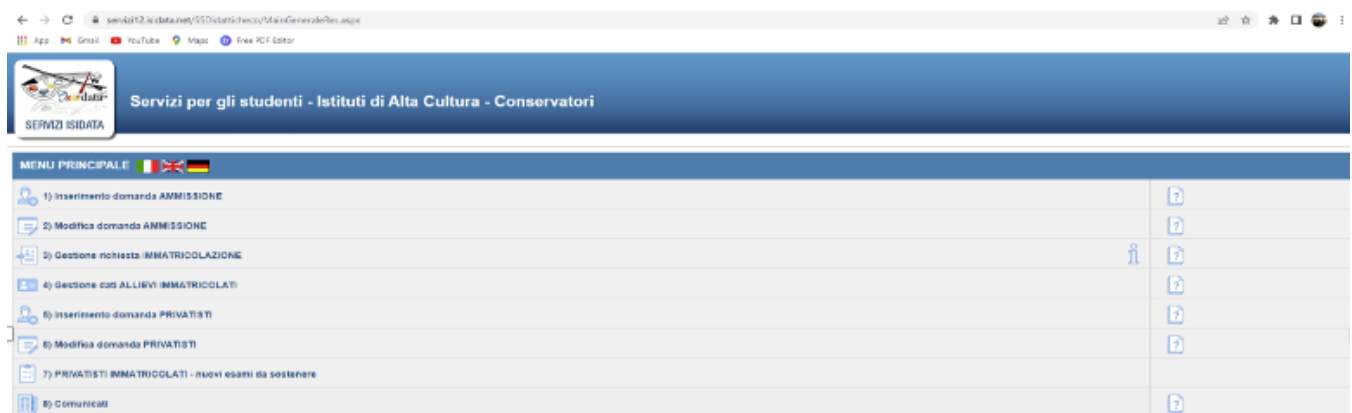 servizi12.isidata.net/SSDidatticheco/MainGeneraleRes.aspx
App Gmail YouTube Maps Free PDF Editor
SERVIZI ISIDATA
Servizi per gli studenti - Istituti di Alta Cultura - Conservatori
MENU PRINCIPALE
1) Inserimento domanda AMMISSIONE
2) Modifica domanda AMMISSIONE
3) Gestione richiesta IMMATRICOLAZIONE
4) Gestione dati ALLIEVI IMMATRICOLATI
5) Inserimento domanda PRIVATISTI
6) Modifica domanda PRIVATISTI
7) PRIVATISTI IMMATRICOLATI - nuovi esami da sostenere
8) Comunicati